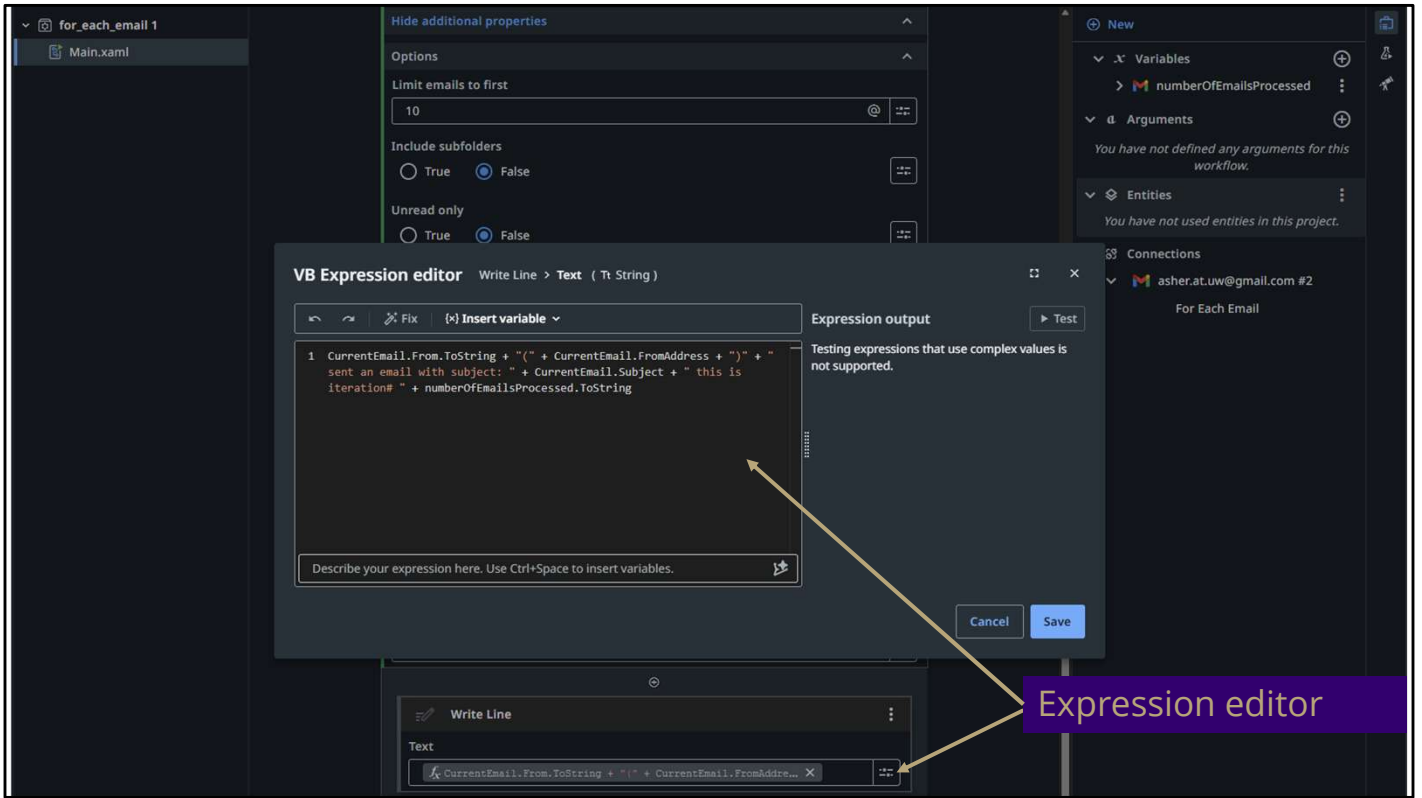 for_each_email 1
Main.xaml
Hide additional properties
Options
Limit emails to first
10 @
Include subfolders
True False
Unread only
True False
VB Expression editor Write Line > Text ( Tt String )
Fix {x} Insert variable
1 CurrentEmail.From.ToString + "(" + CurrentEmail.FromAddress + ")" + "
sent an email with subject: " + CurrentEmail.Subject + " this is
iteration# " + numberOfEmailsProcessed.ToString
Describe your expression here. Use Ctrl+Space to insert variables.
Expression output Test
Testing expressions that use complex values is
not supported.
Cancel Save
Write Line
Text
fx CurrentEmail.From.ToString + "(" + CurrentEmail.FromAddre...
New
x Variables
numberOfEmailsProcessed
a Arguments
You have not defined any arguments for this
workflow.
Entities
You have not used entities in this project.
Connections
asher.at.uw@gmail.com #2
For Each Email
Expression editor